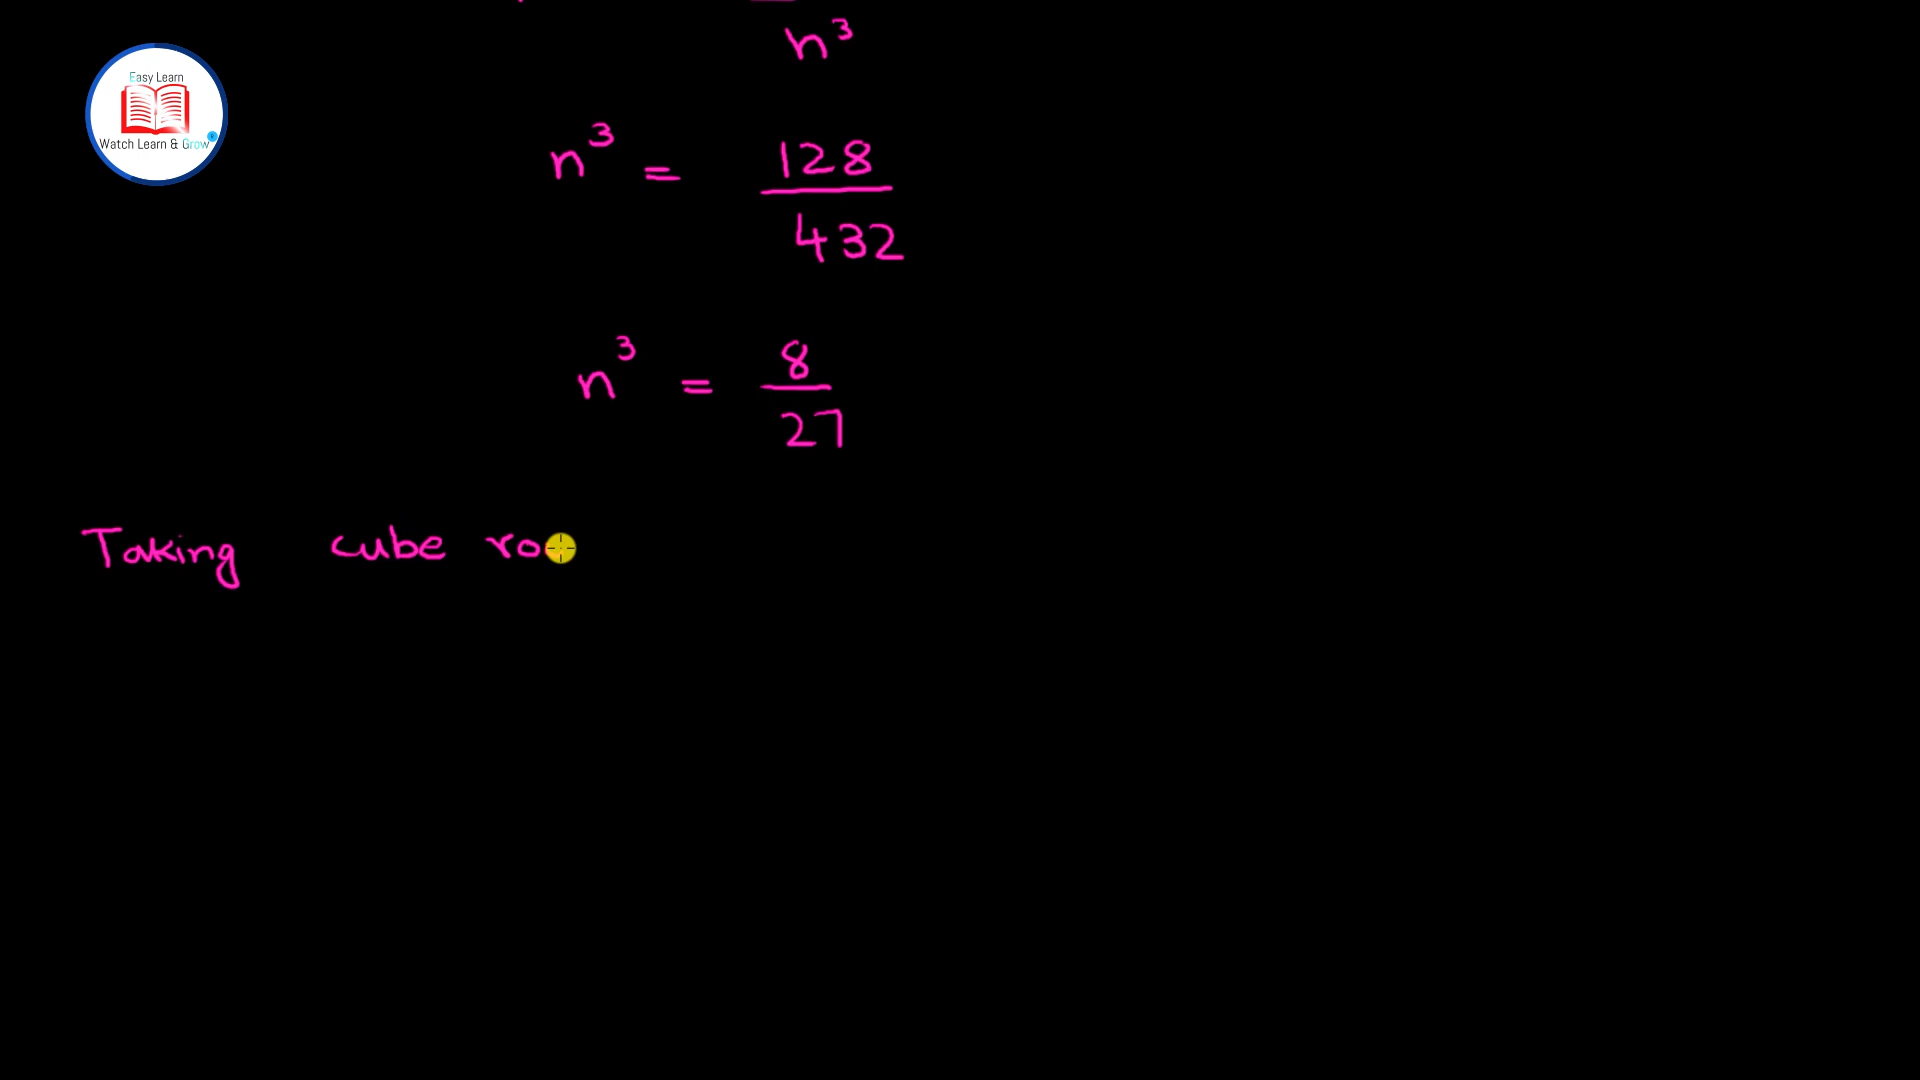 n³
Easy Learn
Watch Learn & Grow
n³ = 128
432
n³ = 8
27
Taking cube ro